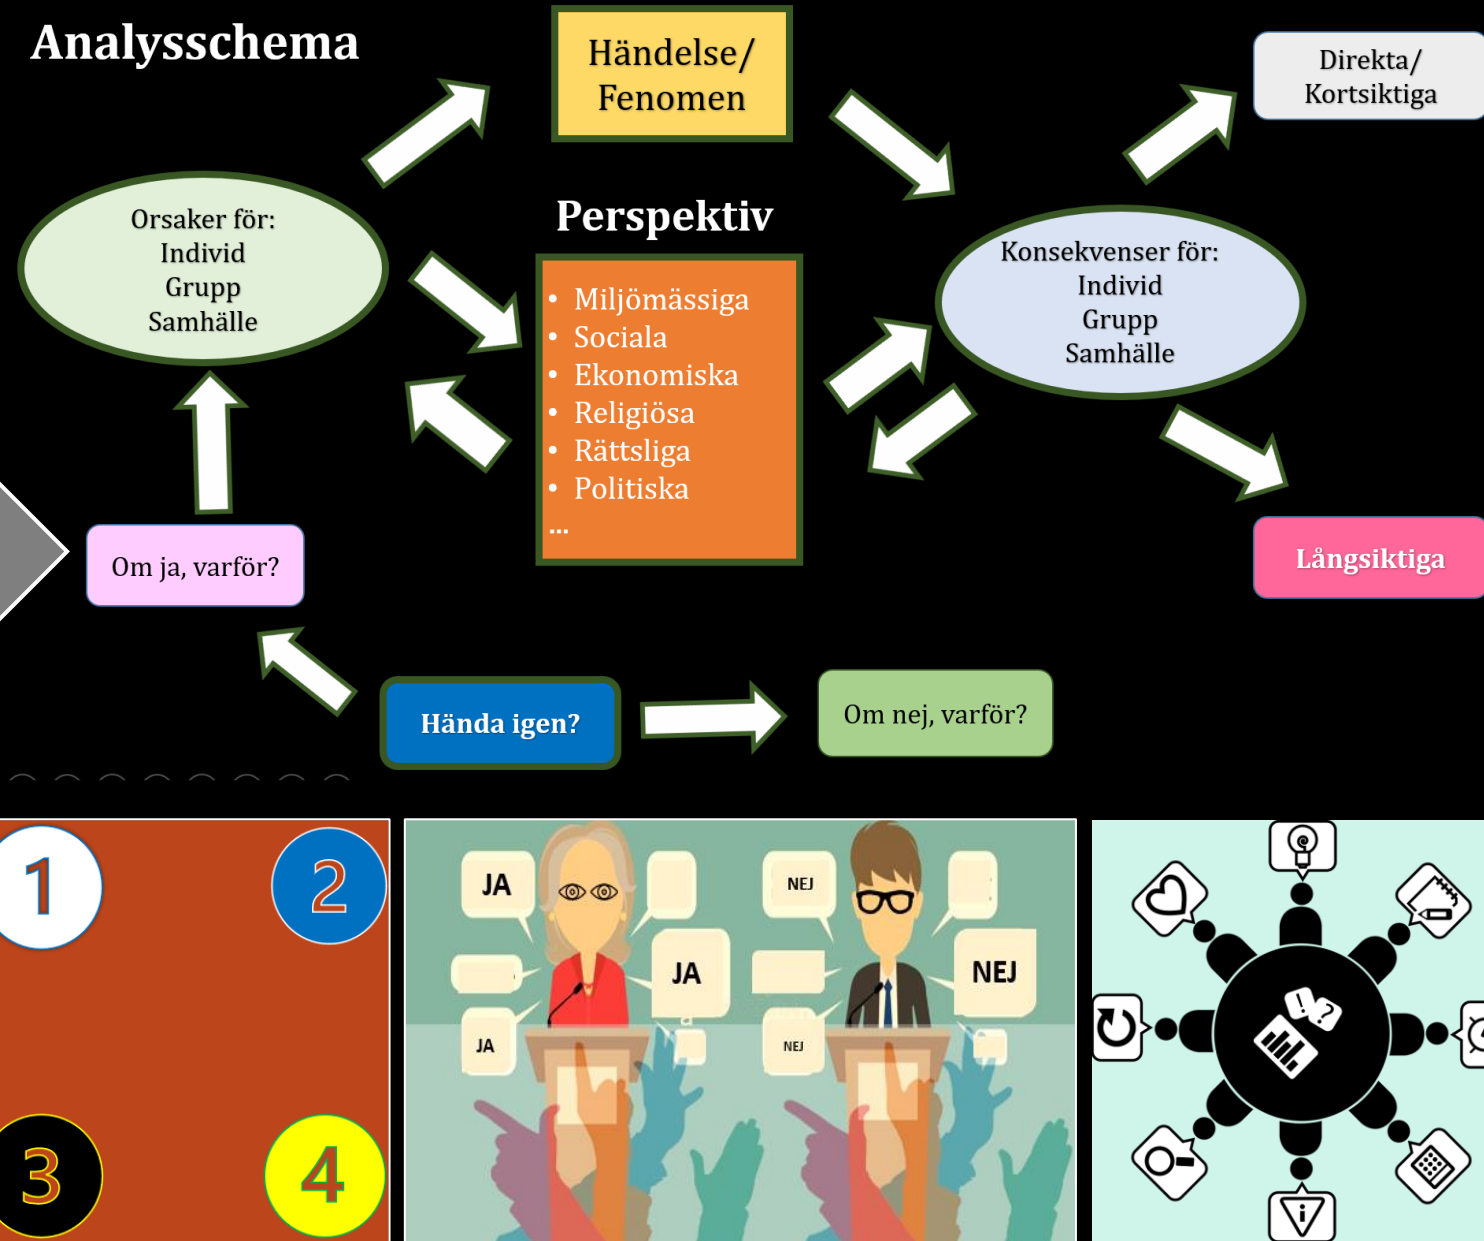 Analysschema
Händelse/
Fenomen
Direkta/
Kortsiktiga
Orsaker för:
Individ
Grupp
Samhälle
Perspektiv
• Miljömässiga
• Sociala
• Ekonomiska
• Religiösa
• Rättsliga
• Politiska
...
Konsekvenser för:
Individ
Grupp
Samhälle
Långsiktiga
Om ja, varför?
Hända igen?
Om nej, varför?
1
2
3
4
JA
JA
JA
NEJ
NEJ
NEJ
! ?
i